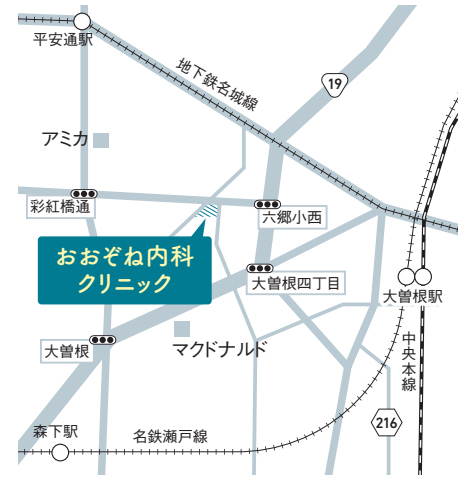 平安通駅
地下鉄名城線
19
アミカ
彩紅橋通
六郷小西
おおぞね内科
クリニック
大曽根四丁目
大曽根駅
大曽根
マクドナルド
中央本線
216
森下駅
名鉄瀬戸線